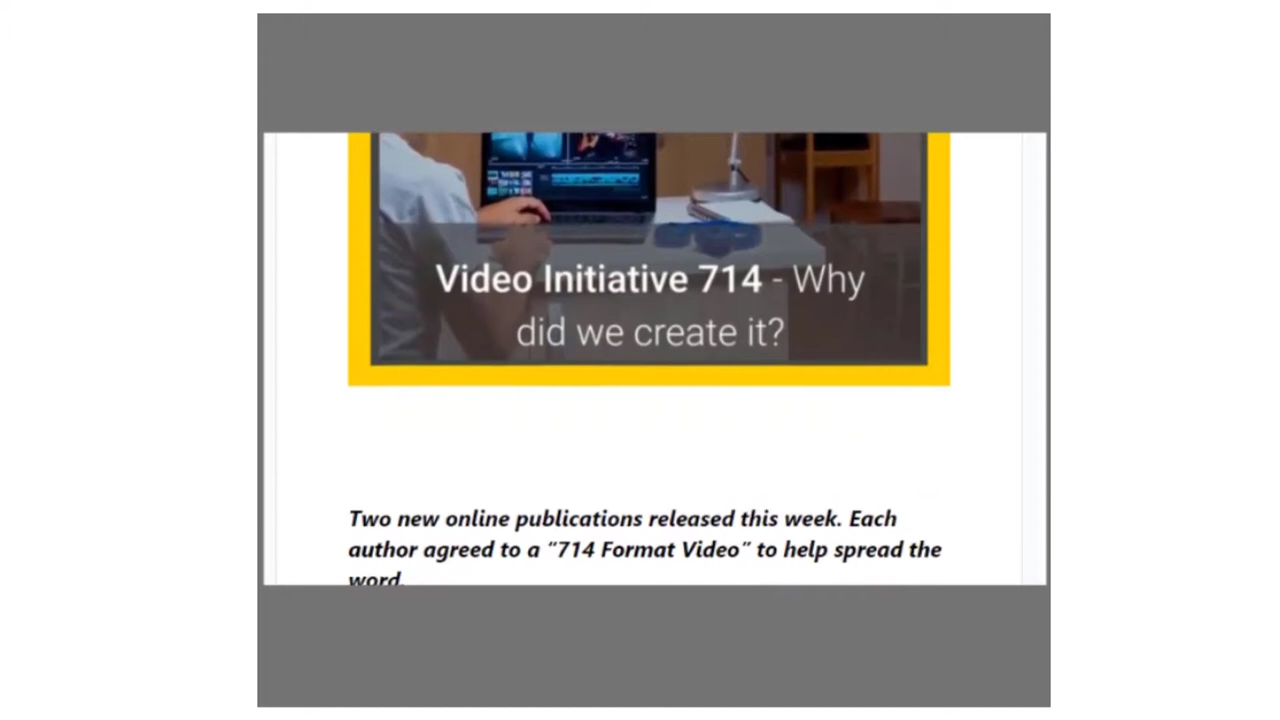 Video Initiative 714 - Why
did we create it?
Two new online publications released this week. Each
author agreed to a “714 Format Video” to help spread the
word.